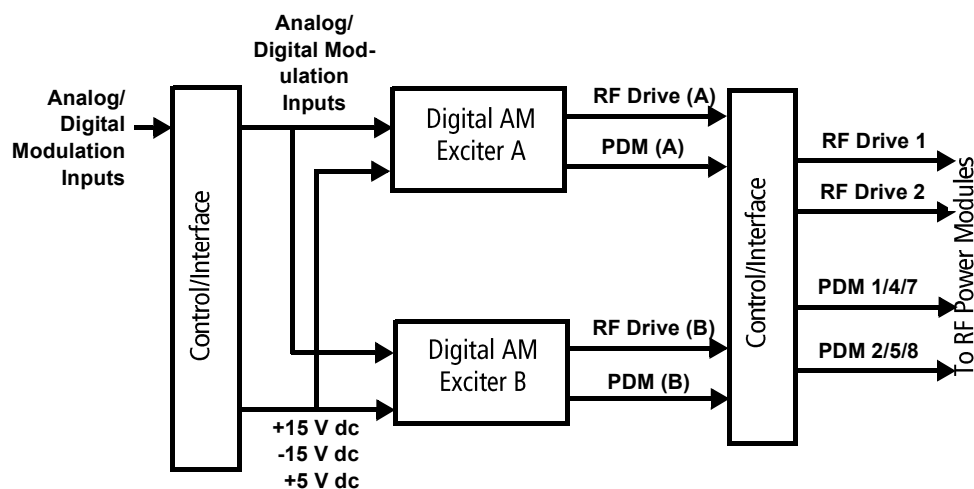 Analog/
Digital
Modulation
Inputs
Control/Interface
Analog/
Digital Mod-
ulation
Inputs
+15 V dc
-15 V dc
+5 V dc
Digital AM
Exciter A
Digital AM
Exciter B
RF Drive (A)
PDM (A)
RF Drive (B)
PDM (B)
Control/Interface
RF Drive 1
RF Drive 2
PDM 1/4/7
PDM 2/5/8
To RF Power Modules